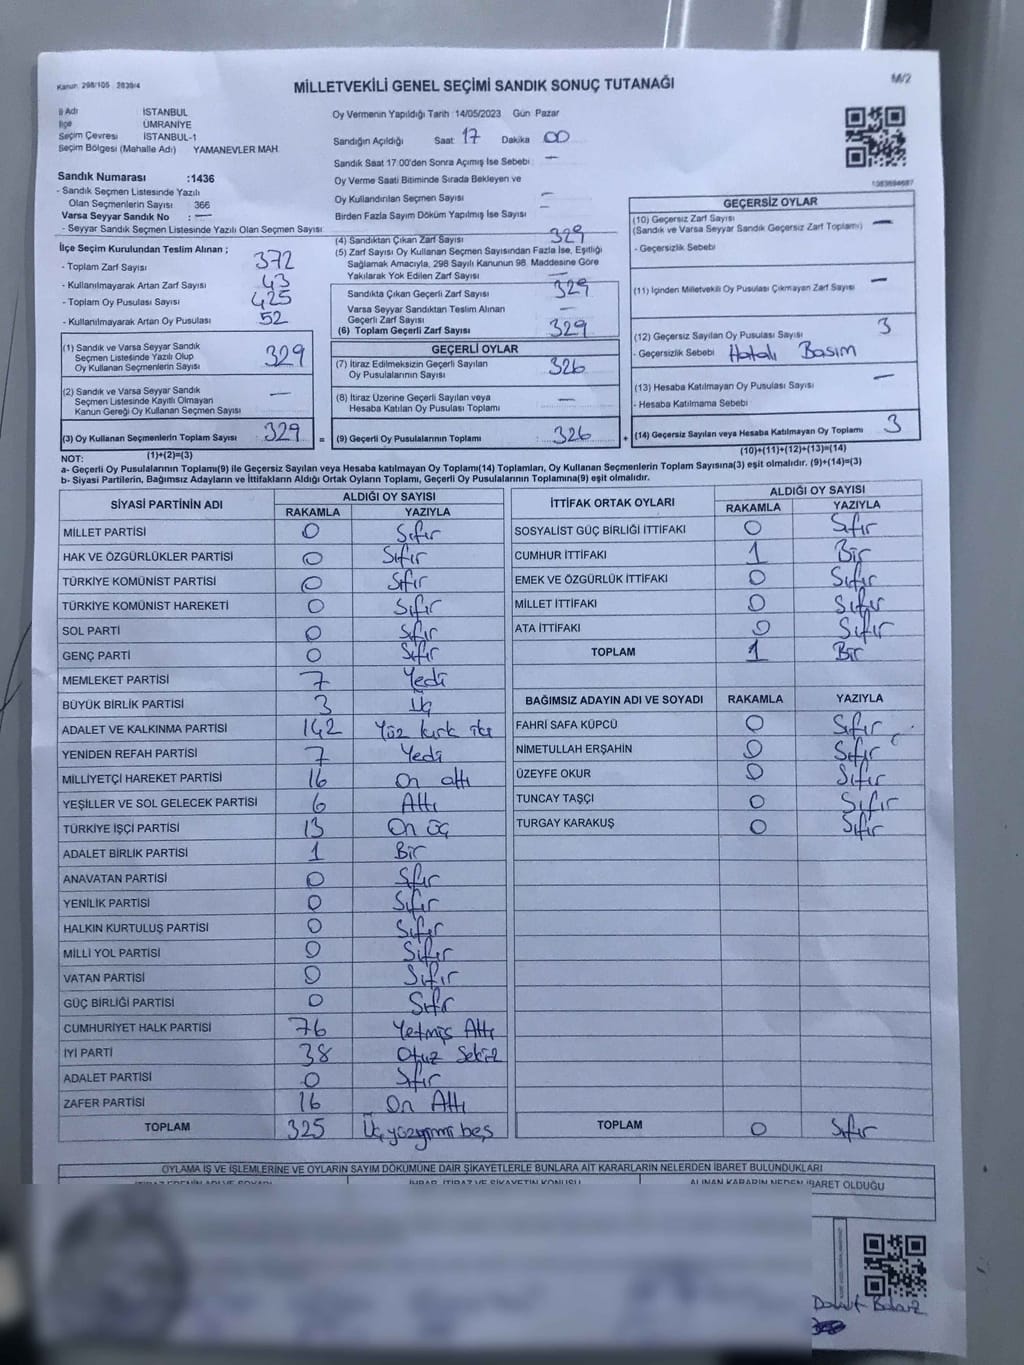 Kanun: 298/105 2839/4
MİLLETVEKİLİ GENEL SEÇİMİ SANDIK SONUÇ TUTANAĞI
M/2
İl Adı İSTANBUL
İlçe ÜMRANİYE
Seçim Çevresi İSTANBUL-1
Seçim Bölgesi (Mahalle Adı) YAMANEVLER MAH.
Sandık Numarası :1436
- Sandık Seçmen Listesinde Yazılı
Olan Seçmenlerin Sayısı 366
Varsa Seyyar Sandık No : —
- Seyyar Sandık Seçmen Listesinde Yazılı Olan Seçmen Sayısı
Oy Vermenin Yapıldığı Tarih :14/05/2023 Gün Pazar
Sandığın Açıldığı Saat: 17 Dakika 00
Sandık Saat 17:00'den Sonra Açımış İse Sebebi : —
Oy Verme Saati Bitiminde Sırada Bekleyen ve
Oy Kullandırılan Seçmen Sayısı —
Birden Fazla Sayım Döküm Yapılmış İse Sayısı —
İlçe Seçim Kurulundan Teslim Alınan ;
- Toplam Zarf Sayısı 372
- Kullanılmayarak Artan Zarf Sayısı 43
- Toplam Oy Pusulası Sayısı 425
- Kullanılmayarak Artan Oy Pusulası 52
(1) Sandık ve Varsa Seyyar Sandık
Seçmen Listesinde Yazılı Olup
Oy Kullanan Seçmenlerin Sayısı 329
(2) Sandık ve Varsa Seyyar Sandık
Seçmen Listesinde Kayıtlı Olmayan
Kanun Gereği Oy Kullanan Seçmen Sayısı —
(3) Oy Kullanan Seçmenlerin Toplam Sayısı 329 =
(1)+(2)=(3)
(4) Sandıktan Çıkan Zarf Sayısı 329
(5) Zarf Sayısı Oy Kullanan Seçmen Sayısından Fazla İse, Eşitliği
Sağlamak Amacıyla, 298 Sayılı Kanunun 98. Maddesine Göre
Yakılarak Yok Edilen Zarf Sayısı —
Sandıkta Çıkan Geçerli Zarf Sayısı 329
Varsa Seyyar Sandıktan Teslim Alınan
Geçerli Zarf Sayısı —
(6) Toplam Geçerli Zarf Sayısı 329
GEÇERLİ OYLAR
(7) İtiraz Edilmeksizin Geçerli Sayılan
Oy Pusulalarının Sayısı 326
(8) İtiraz Üzerine Geçerli Sayılan veya
Hesaba Katılan Oy Pusulası Toplamı —
(9) Geçerli Oy Pusulalarının Toplamı 326 +
GEÇERSİZ OYLAR
(10) Geçersiz Zarf Sayısı
(Sandık ve Varsa Seyyar Sandık Geçersiz Zarf Toplamı) —
- Geçersizlik Sebebi
(11) İçinden Milletvekili Oy Pusulası Çıkmayan Zarf Sayısı —
(12) Geçersiz Sayılan Oy Pusulası Sayısı 3
- Geçersizlik Sebebi Hatalı Basım
(13) Hesaba Katılmayan Oy Pusulası Sayısı —
- Hesaba Katılmama Sebebi
(14) Geçersiz Sayılan veya Hesaba Katılmayan Oy Toplamı 3
(10)+(11)+(12)+(13)=(14)
NOT:
a- Geçerli Oy Pusulalarının Toplamı(9) ile Geçersiz Sayılan veya Hesaba katılmayan Oy Toplamı(14) Toplamları, Oy Kullanan Seçmenlerin Toplam Sayısına(3) eşit olmalıdır. (9)+(14)=(3)
b- Siyasi Partilerin, Bağımsız Adayların ve İttifakların Aldığı Ortak Oyların Toplamı, Geçerli Oy Pusulalarının Toplamına(9) eşit olmalıdır.
SİYASİ PARTİNİN ADI ALDIĞI OY SAYISI
RAKAMLA YAZIYLA
MİLLET PARTİSİ 0 Sıfır
HAK VE ÖZGÜRLÜKLER PARTİSİ 0 Sıfır
TÜRKİYE KOMÜNİST PARTİSİ 0 Sıfır
TÜRKİYE KOMÜNİST HAREKETİ 0 Sıfır
SOL PARTİ 0 Sıfır
GENÇ PARTİ 0 Sıfır
MEMLEKET PARTİSİ 7 Yedi
BÜYÜK BİRLİK PARTİSİ 3 Üç
ADALET VE KALKINMA PARTİSİ 142 Yüz kırk iki
YENİDEN REFAH PARTİSİ 7 Yedi
MİLLİYETÇİ HAREKET PARTİSİ 16 On altı
YEŞİLLER VE SOL GELECEK PARTİSİ 6 Altı
TÜRKİYE İŞÇİ PARTİSİ 13 On üç
ADALET BİRLİK PARTİSİ 1 Bir
ANAVATAN PARTİSİ 0 Sıfır
YENİLİK PARTİSİ 0 Sıfır
HALKIN KURTULUŞ PARTİSİ 0 Sıfır
MİLLİ YOL PARTİSİ 0 Sıfır
VATAN PARTİSİ 0 Sıfır
GÜÇ BİRLİĞİ PARTİSİ 0 Sıfır
CUMHURİYET HALK PARTİSİ 76 Yetmiş Altı
İYİ PARTİ 38 Otuz Sekiz
ADALET PARTİSİ 0 Sıfır
ZAFER PARTİSİ 16 On Altı
TOPLAM 325 Üç yüz yirmi beş
İTTİFAK ORTAK OYLARI ALDIĞI OY SAYISI
RAKAMLA YAZIYLA
SOSYALİST GÜÇ BİRLİĞİ İTTİFAKI 0 Sıfır
CUMHUR İTTİFAKI 1 Bir
EMEK VE ÖZGÜRLÜK İTTİFAKI 0 Sıfır
MİLLET İTTİFAKI 0 Sıfır
ATA İTTİFAKI 0 Sıfır
TOPLAM 1 Bir
BAĞIMSIZ ADAYIN ADI VE SOYADI RAKAMLA YAZIYLA
FAHRİ SAFA KÜPCÜ 0 Sıfır
NİMETULLAH ERŞAHİN 0 Sıfır
ÜZEYFE OKUR 0 Sıfır
TUNCAY TAŞÇI 0 Sıfır
TURGAY KARAKUŞ 0 Sıfır
TOPLAM 0 Sıfır
OYLAMA İŞ VE İŞLEMLERİNE VE OYLARIN SAYIM DÖKÜMÜNE DAİR ŞİKAYETLERLE BUNLARA AİT KARARLARIN NELERDEN İBARET BULUNDUKLARI
İHBAR, İTİRAZ VE ŞİKAYETİN KONUSU ALINAN KARARIN NEDEN İBARET OLDUĞU